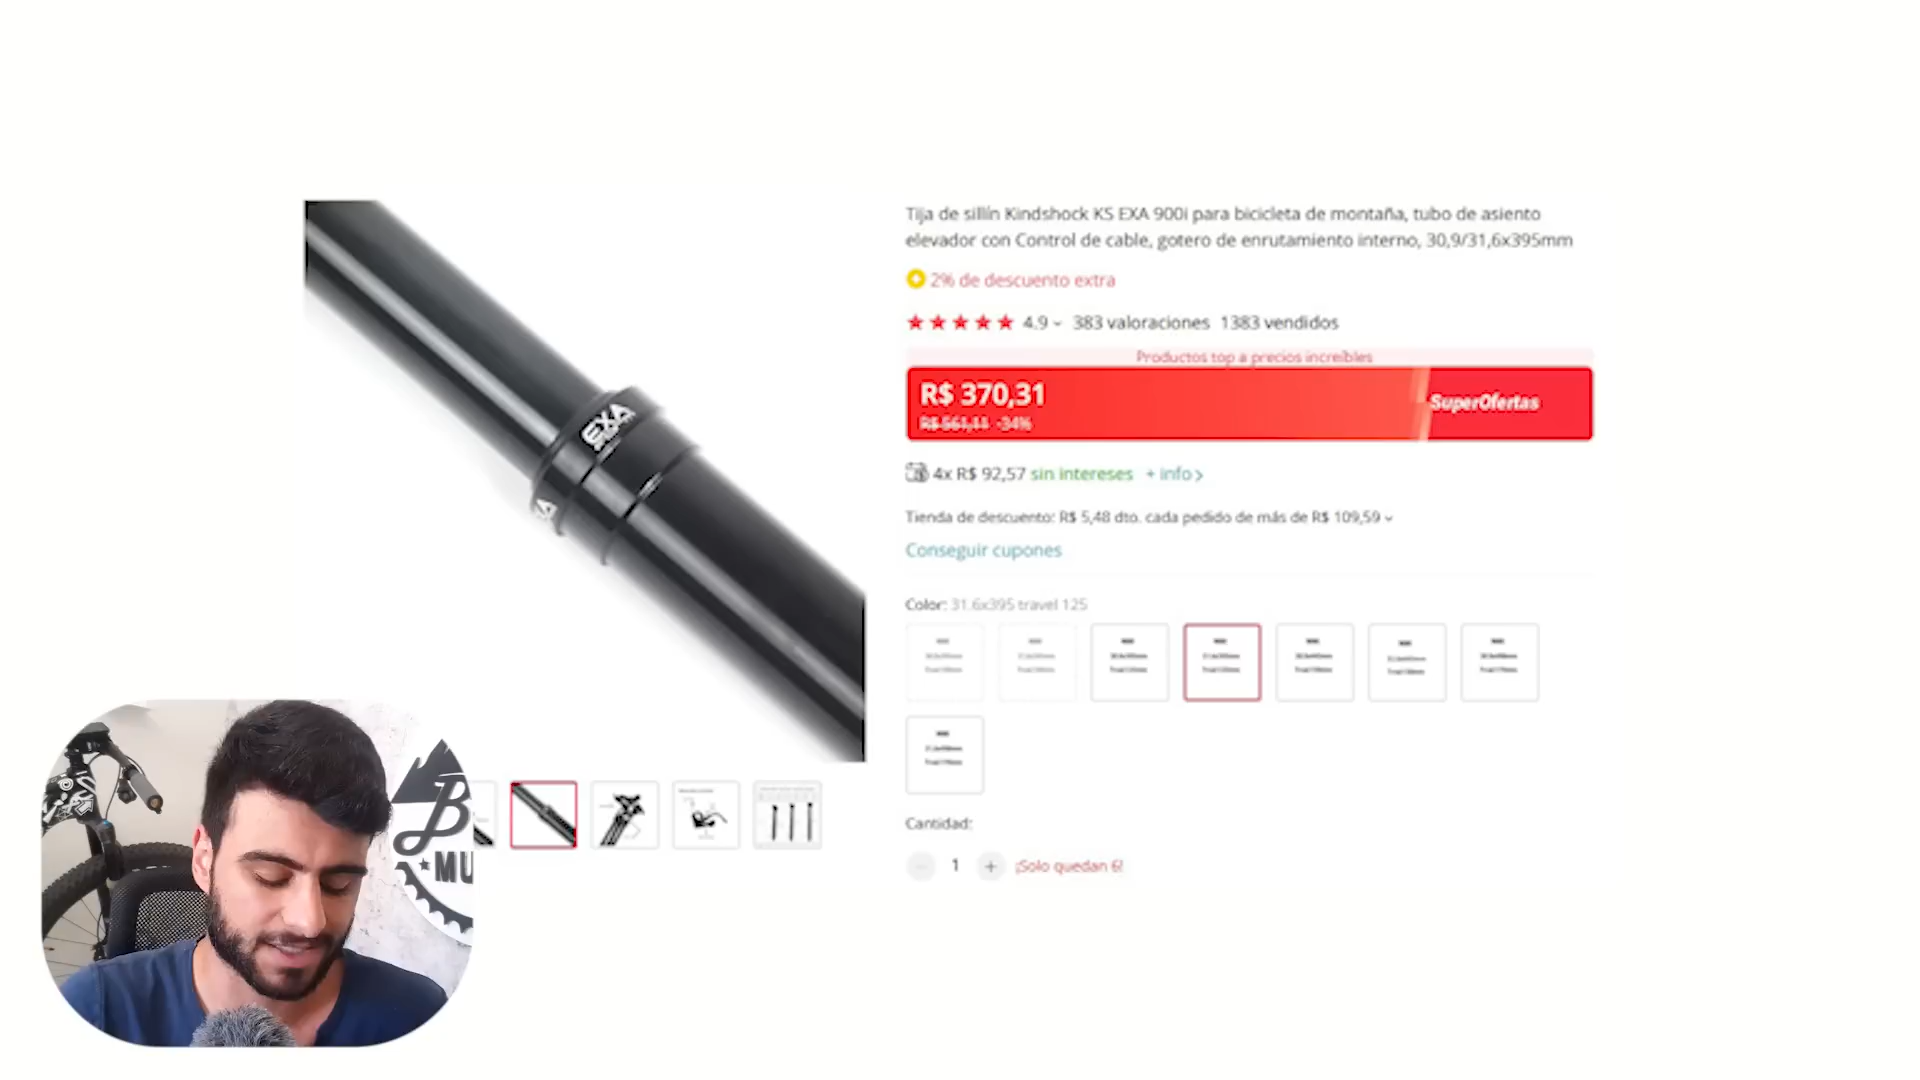 Tija de sillín Kindshock KS EXA 900i para bicicleta de montaña, tubo de asiento
elevador con Control de cable, gotero de enrutamiento interno, 30,9/31,6x395mm
2% de descuento extra
4.9 383 valoraciones 1383 vendidos
Productos top a precios increíbles
R$ 370,31
R$ 561,11 -34%
SuperOfertas
4x R$ 92,57 sin intereses + info
Tienda de descuento: R$ 5,48 dto. cada pedido de más de R$ 109,59
Conseguir cupones
Color: 31.6x395 travel 125
Cantidad:
1
¡Solo quedan 6!
EXA